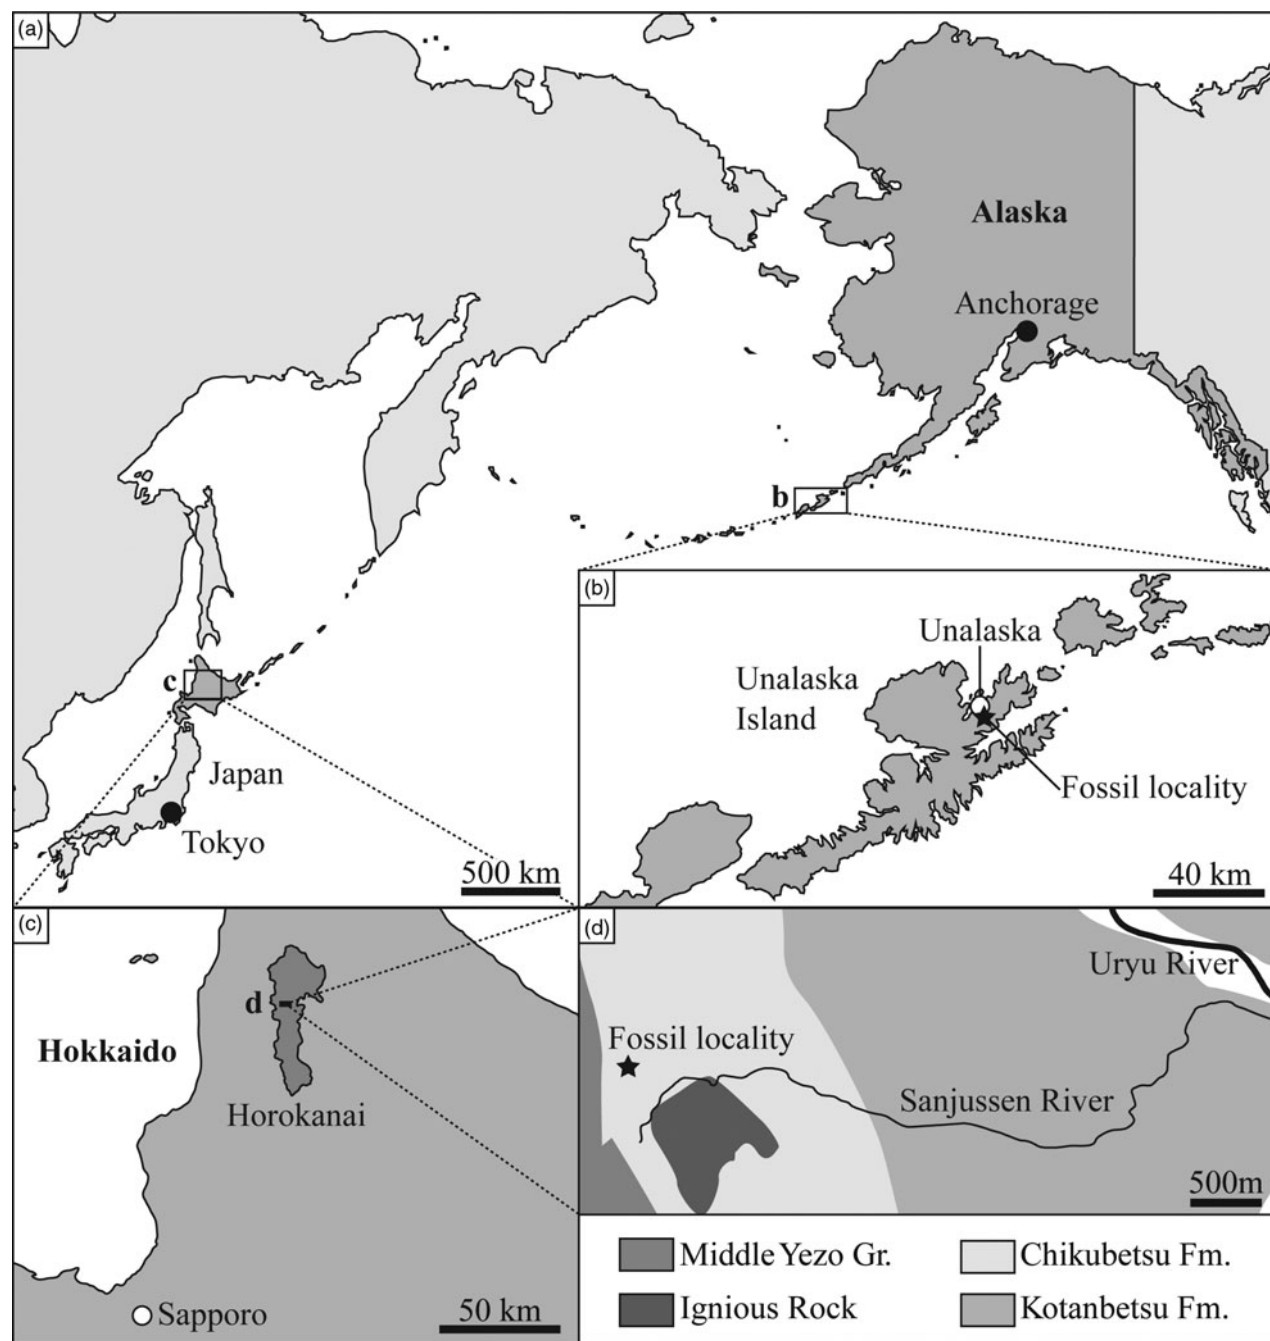 (a)
Alaska
Anchorage
b
c
Japan
Tokyo
500 km
(b)
Unalaska
Unalaska
Island
Fossil locality
40 km
(c)
d
Hokkaido
Horokanai
Sapporo
50 km
(d)
Uryu River
Fossil locality
Sanjussen River
500m
Middle Yezo Gr.
Chikubetsu Fm.
Ignious Rock
Kotanbetsu Fm.